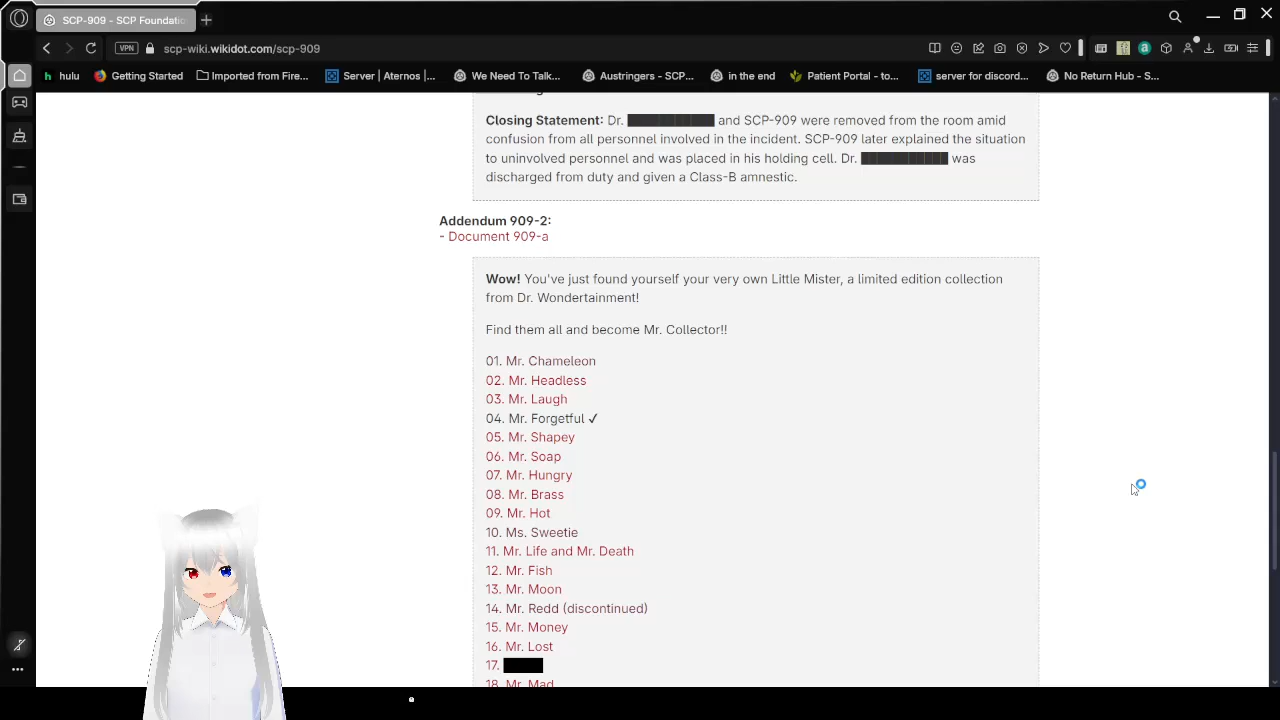 SCP-909 - SCP Foundatio
VPN
scp-wiki.wikidot.com/scp-909
hulu
Getting Started
Imported from Fire...
Server | Aternos |...
We Need To Talk...
Austringers - SCP...
in the end
Patient Portal - to...
server for discord...
No Return Hub - S...
Closing Statement: Dr. and SCP-909 were removed from the room amid
confusion from all personnel involved in the incident. SCP-909 later explained the situation
to uninvolved personnel and was placed in his holding cell. Dr. was
discharged from duty and given a Class-B amnestic.
Addendum 909-2:
- Document 909-a
Wow! You've just found yourself your very own Little Mister, a limited edition collection
from Dr. Wondertainment!
Find them all and become Mr. Collector!!
01. Mr. Chameleon
02. Mr. Headless
03. Mr. Laugh
04. Mr. Forgetful ✓
05. Mr. Shapey
06. Mr. Soap
07. Mr. Hungry
08. Mr. Brass
09. Mr. Hot
10. Ms. Sweetie
11. Mr. Life and Mr. Death
12. Mr. Fish
13. Mr. Moon
14. Mr. Redd (discontinued)
15. Mr. Money
16. Mr. Lost
17.
18. Mr. Mad